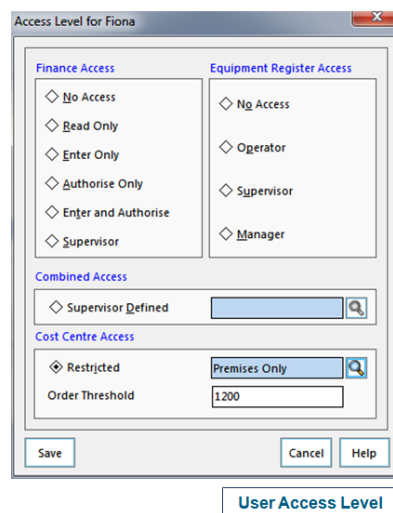 Access Level for Fiona
Finance Access
No Access
Read Only
Enter Only
Authorise Only
Enter and Authorise
Supervisor
Equipment Register Access
No Access
Operator
Supervisor
Manager
Combined Access
Supervisor Defined
Cost Centre Access
Restricted
Premises Only
Order Threshold
1200
Save
Cancel
Help
User Access Level